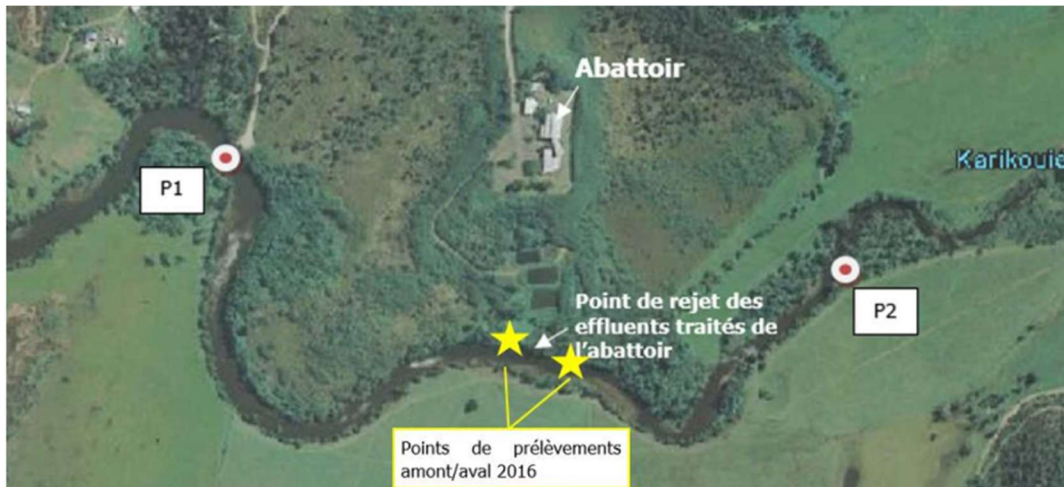 Abattoir
Karikouié
P1
P2
Point de rejet des
effluents traités de
l'abattoir
Points de prélèvements
amont/aval 2016